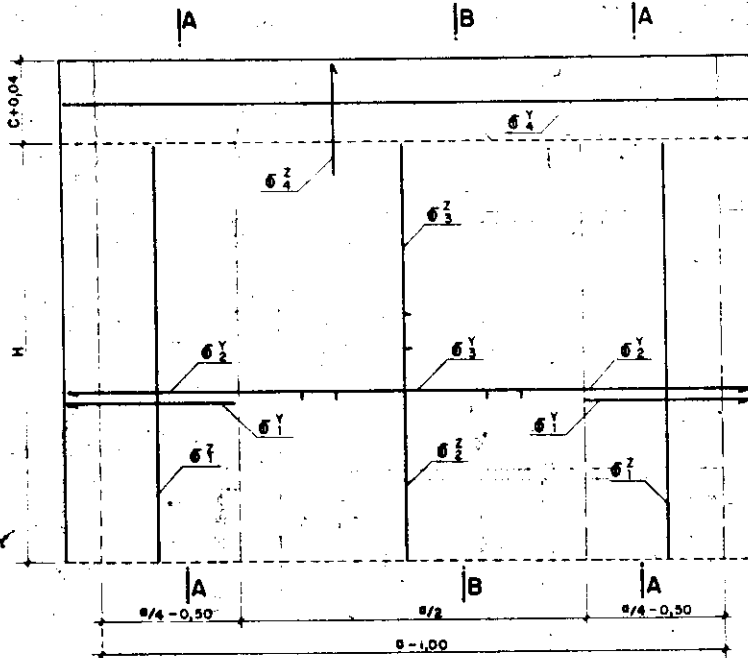 A B A
C+0,04
σ Y 4
σ Z 4
σ Z 3
H
σ Y 2 σ Y 3 σ Y 2
σ Y 1 σ Y 1
σ Z 1 σ Z 2 σ Z 1
A B A
a/4-0,50 a/2 a/4-0,50
a-1,00